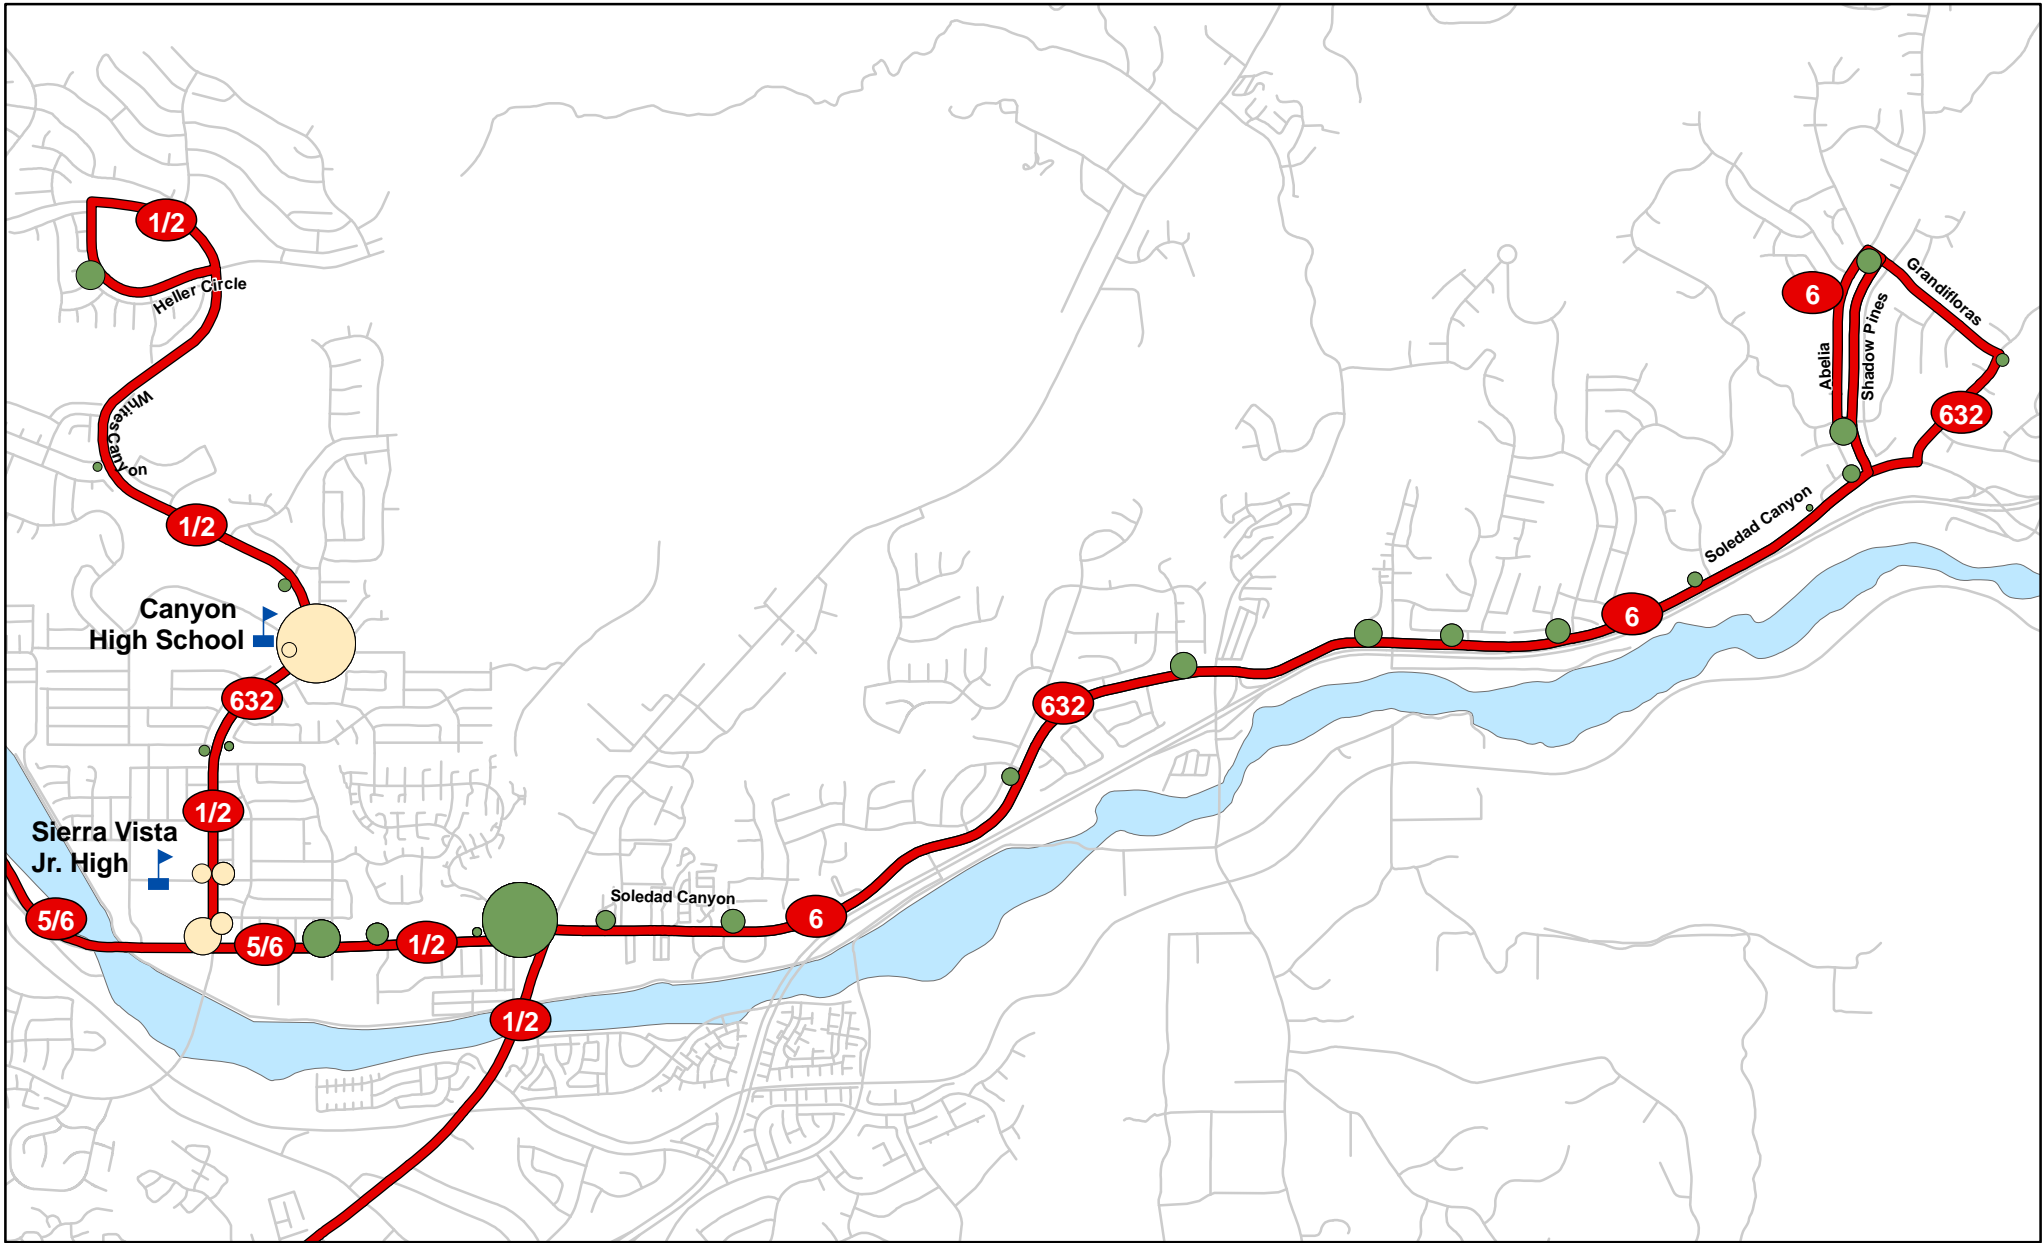 1/2
Heller Circle
6
Grandifloras
Shadow Pines
Abelia
632
Whites Canyon
1/2
Soledad Canyon
Canyon
High School
6
632
632
1/2
Sierra Vista
Jr. High
Soledad Canyon
5/6
5/6
1/2
6
1/2